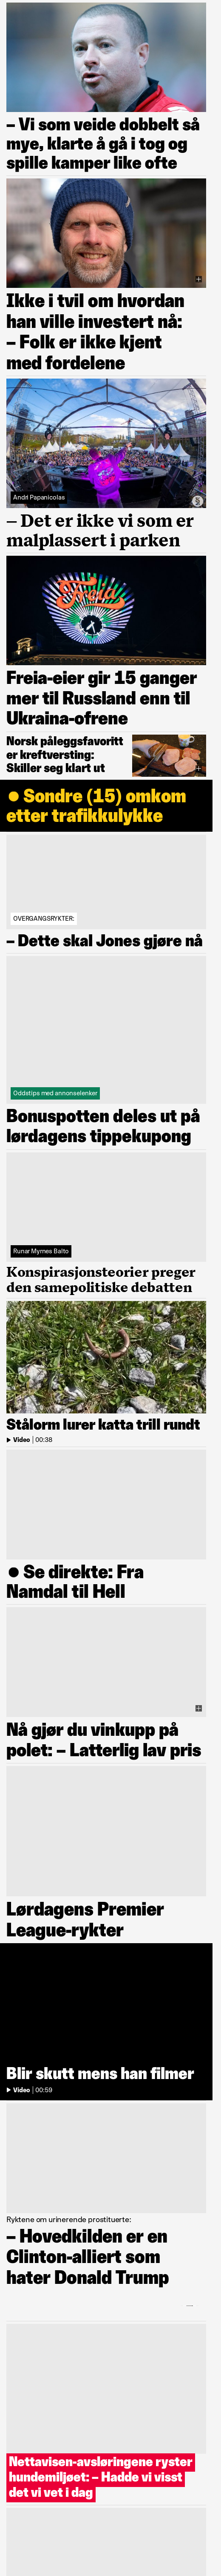 – Vi som veide dobbelt så
mye, klarte å gå i tog og
spille kamper like ofte
Ikke i tvil om hvordan
han ville investert nå:
– Folk er ikke kjent
med fordelene
Andri Papanicolas
– Det er ikke vi som er
malplassert i parken
Freia
Freia-eier gir 15 ganger
mer til Russland enn til
Ukraina-ofrene
Norsk påleggsfavoritt
er kreftversting:
Skiller seg klart ut
● Sondre (15) omkom
etter trafikkulykke
OVERGANGSRYKTER:
– Dette skal Jones gjøre nå
Oddstips med annonselenker
Bonuspotten deles ut på
lørdagens tippekupong
Runar Myrnes Balto
Konspirasjonsteorier preger
den samepolitiske debatten
Stålorm lurer katta trill rundt
Video | 00:38
● Se direkte: Fra
Namdal til Hell
Nå gjør du vinkupp på
polet: – Latterlig lav pris
Lørdagens Premier
League-rykter
Blir skutt mens han filmer
Video | 00:59
Ryktene om urinerende prostituerte:
– Hovedkilden er en
Clinton-alliert som
hater Donald Trump
Nettavisen-avsløringene ryster
hundemiljøet: – Hadde vi visst
det vi vet i dag